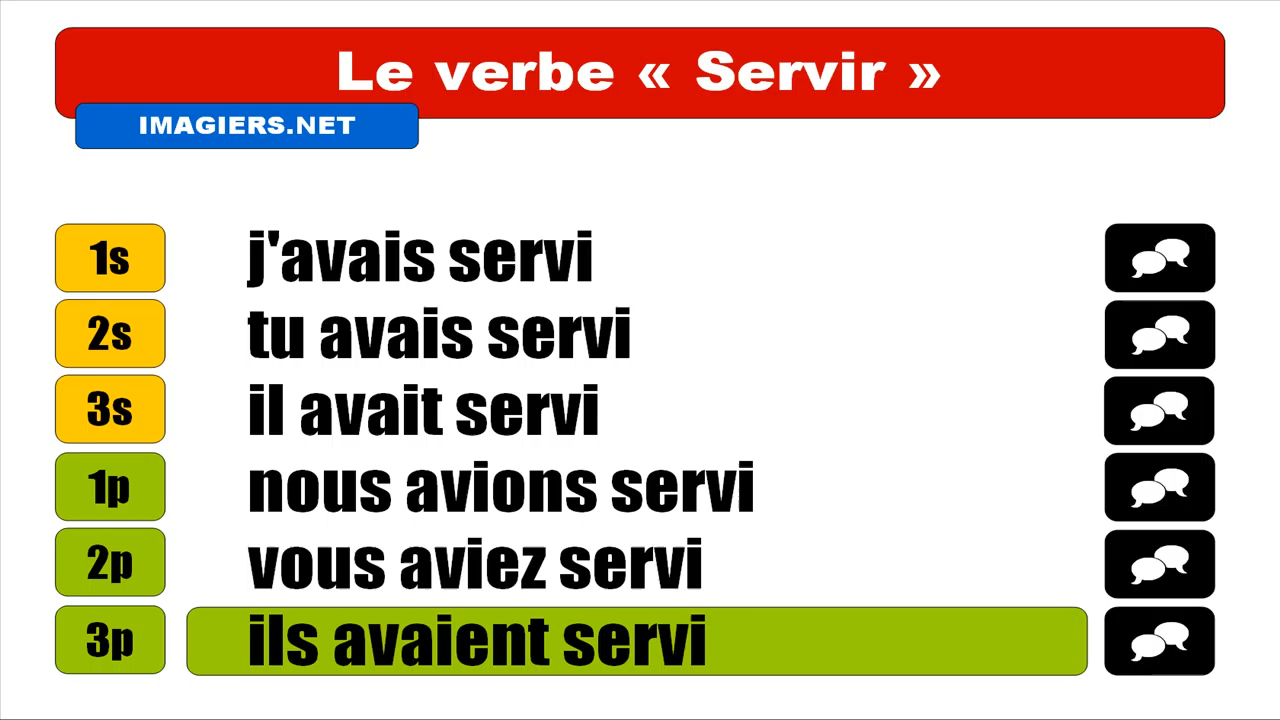 Le verbe « Servir »
IMAGIERS.NET
1s j'avais servi
2s tu avais servi
3s il avait servi
1p nous avions servi
2p vous aviez servi
3p ils avaient servi